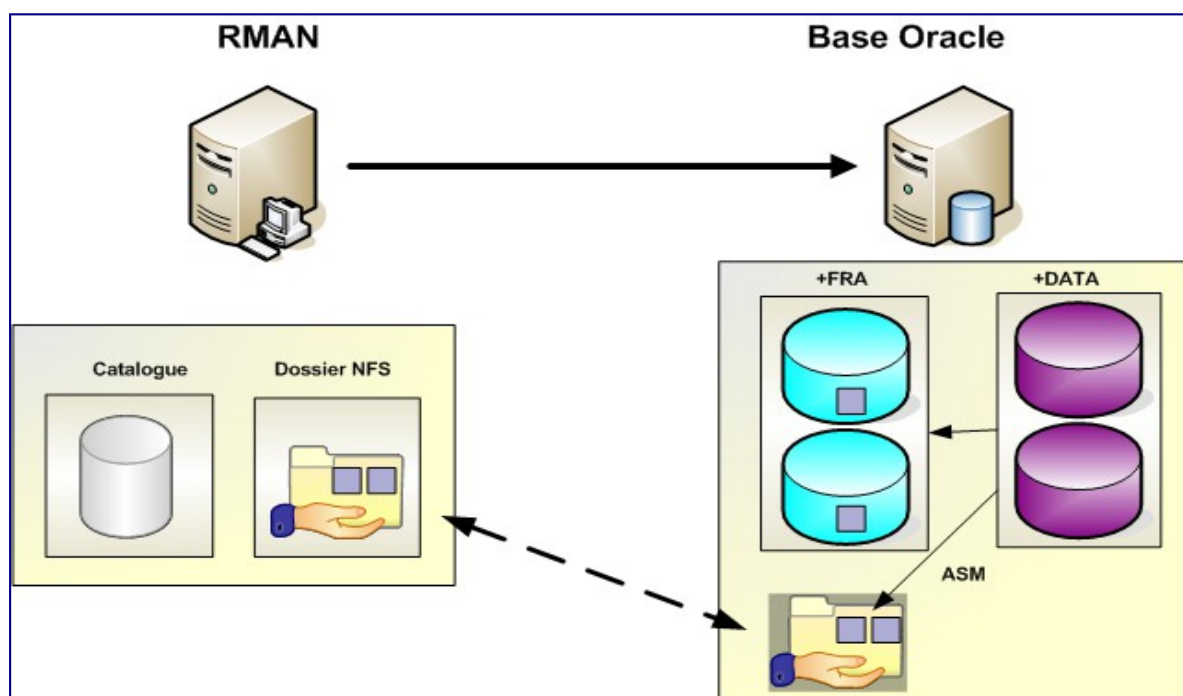 RMAN
Base Oracle
+FRA
+DATA
Catalogue
Dossier NFS
ASM